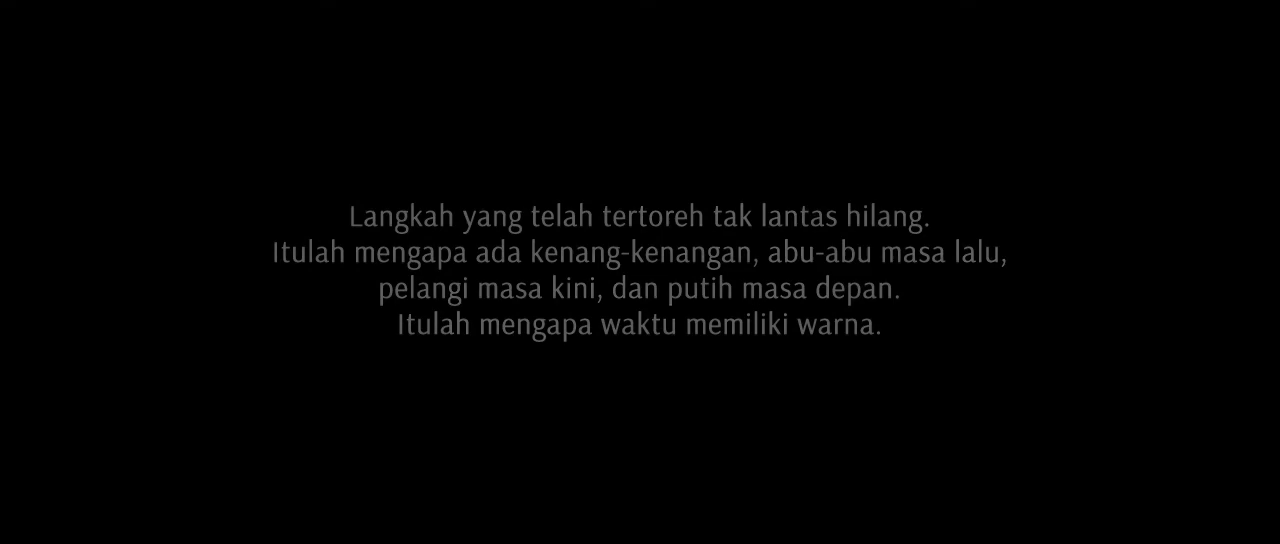 Langkah yang telah tertoreh tak lantas hilang.
Itulah mengapa ada kenang-kenangan, abu-abu masa lalu,
pelangi masa kini, dan putih masa depan.
Itulah mengapa waktu memiliki warna.